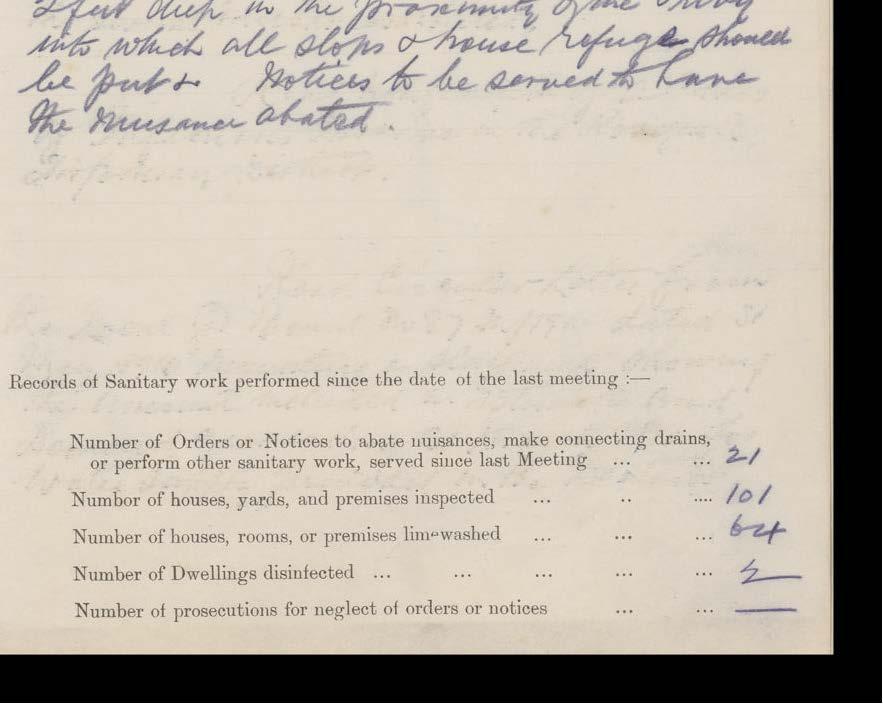 feet deep in the proximity of the Privy
into which all slops & house refuge should
be put & Notices to be served to have
the nuisance abated.
Records of Sanitary work performed since the date of the last meeting :—
Number of Orders or Notices to abate nuisances, make connecting drains,
or perform other sanitary work, served since last Meeting ... ... 21
Numbor of houses, yards, and premises inspected ... .. .... 101
Number of houses, rooms, or premises limewashed ... ... ... 64
Number of Dwellings disinfected ... ... ... ... ... 2
Number of prosecutions for neglect of orders or notices ... ... —